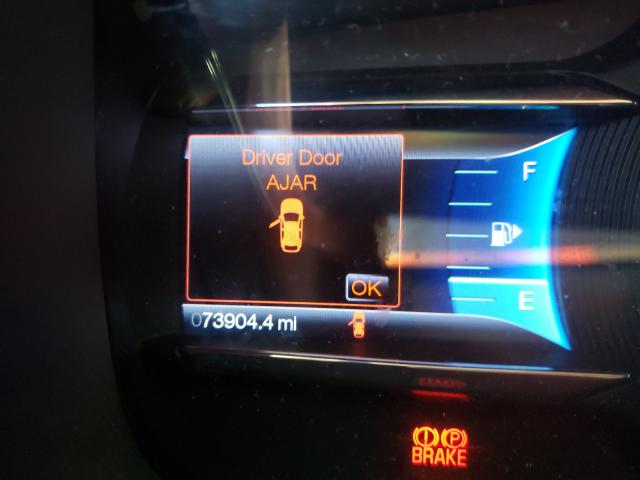 Driver Door
AJAR
OK
F
E
073904.4 mi
P
BRAKE